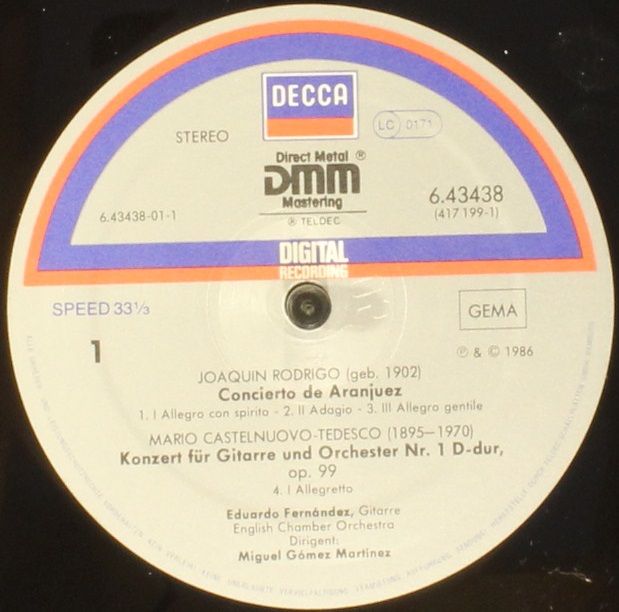 DECCA
STEREO
LC 0171
Direct Metal ®
DMM
Mastering
℗ TELDEC
6.43438-01-1
6.43438
(417 199-1)
DIGITAL
RECORDING
SPEED 33⅓
GEMA
1
℗ & © 1986
JOAQUIN RODRIGO (geb. 1902)
Concierto de Aranjuez
1. I Allegro con spirito - 2. II Adagio - 3. III Allegro gentile
MARIO CASTELNUOVO-TEDESCO (1895–1970)
Konzert für Gitarre und Orchester Nr. 1 D-dur,
op. 99
4. I Allegretto
Eduardo Fernández, Gitarre
English Chamber Orchestra
Dirigent:
Miguel Gómez Martinez